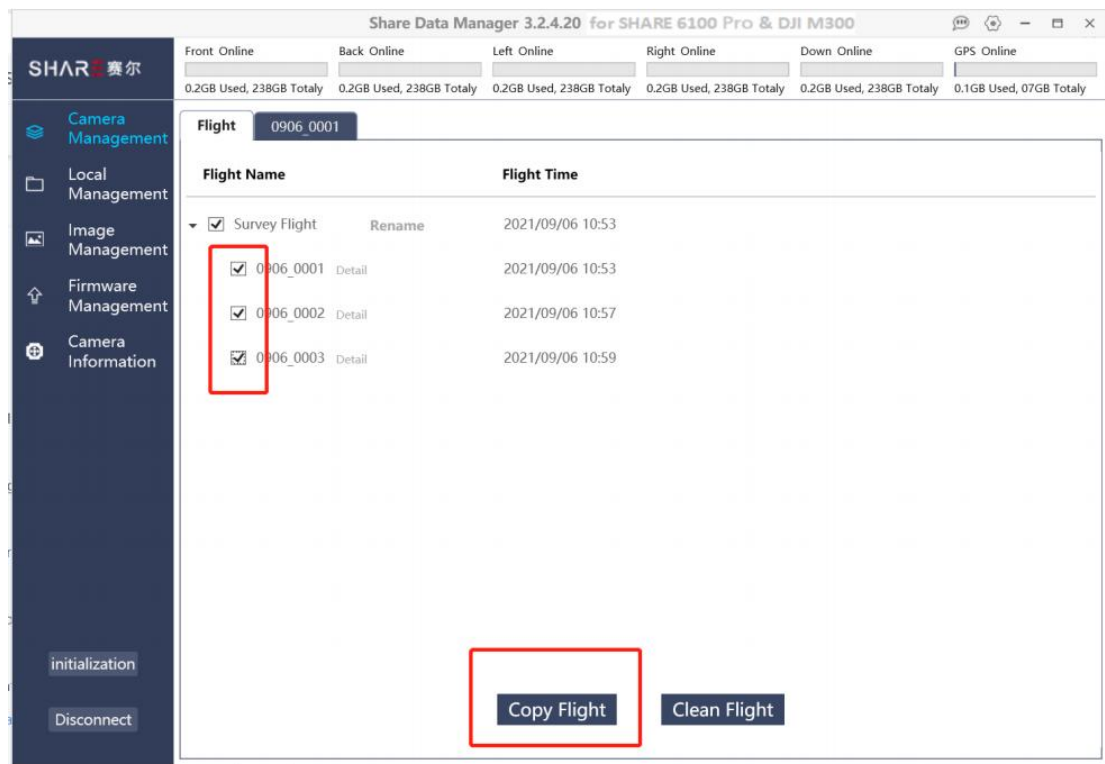 Share Data Manager 3.2.4.20 for SHARE 6100 Pro & DJI M300
SHARE赛尔
Front Online
Back Online
Left Online
Right Online
Down Online
GPS Online
0.2GB Used, 238GB Totaly
0.2GB Used, 238GB Totaly
0.2GB Used, 238GB Totaly
0.2GB Used, 238GB Totaly
0.2GB Used, 238GB Totaly
0.1GB Used, 07GB Totaly
Camera
Management
Local
Management
Image
Management
Firmware
Management
Camera
Information
initialization
Disconnect
Flight 0906_0001
Flight Name Flight Time
Survey Flight Rename 2021/09/06 10:53
0906_0001 Detail 2021/09/06 10:53
0906_0002 Detail 2021/09/06 10:57
0906_0003 Detail 2021/09/06 10:59
Copy Flight Clean Flight